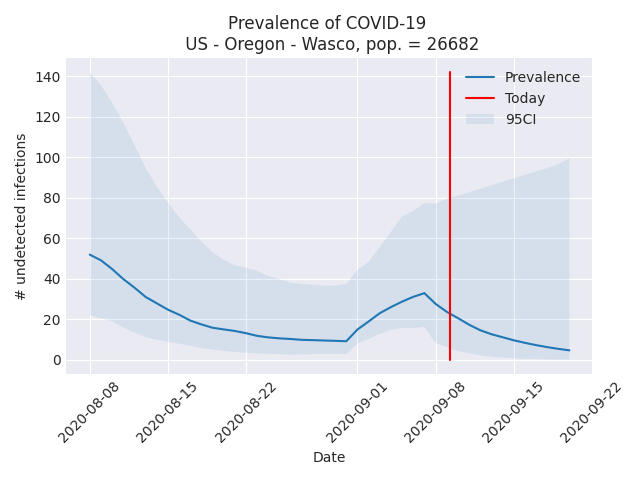 Prevalence of COVID-19
US - Oregon - Wasco, pop. = 26682
Prevalence
Today
95CI
# undetected infections
140
120
100
80
60
40
20
0
2020-08-08
2020-08-15
2020-08-22
2020-09-01
2020-09-08
2020-09-15
2020-09-22
Date